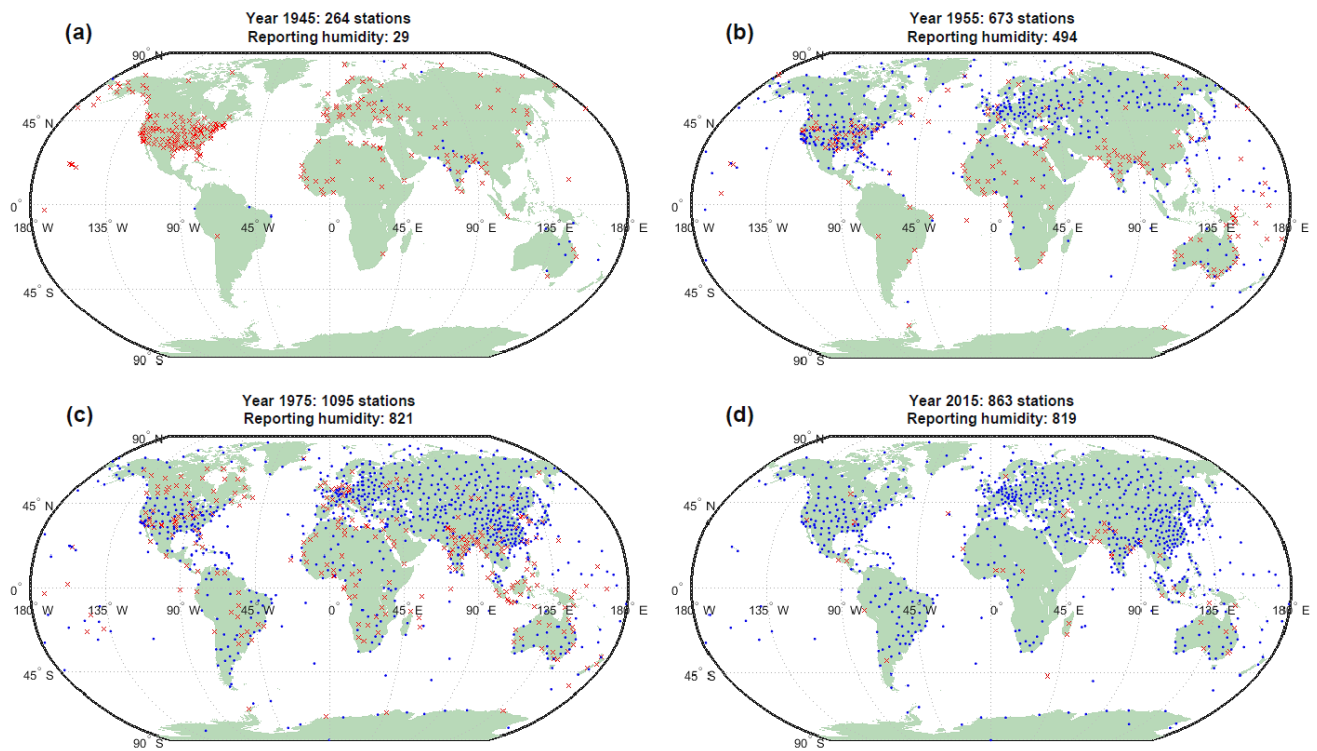 (a)
Year 1945: 264 stations
Reporting humidity: 29
90° N
45° N
0°
180° W 135° W 90° W 45° W 0 45° E 90° E 135° E 180° E
45° S
90° S
(b)
Year 1955: 673 stations
Reporting humidity: 494
90° N
45° N
0°
180° W 135° W 90° W 45° W 0 45° E 90° E 135° E 180° E
45° S
90° S
(c)
Year 1975: 1095 stations
Reporting humidity: 821
90° N
45° N
0°
180° W 135° W 90° W 45° W 0 45° E 90° E 135° E 180° E
45° S
90° S
(d)
Year 2015: 863 stations
Reporting humidity: 819
90° N
45° N
0°
180° W 135° W 90° W 45° W 0 45° E 90° E 135° E 180° E
45° S
90° S